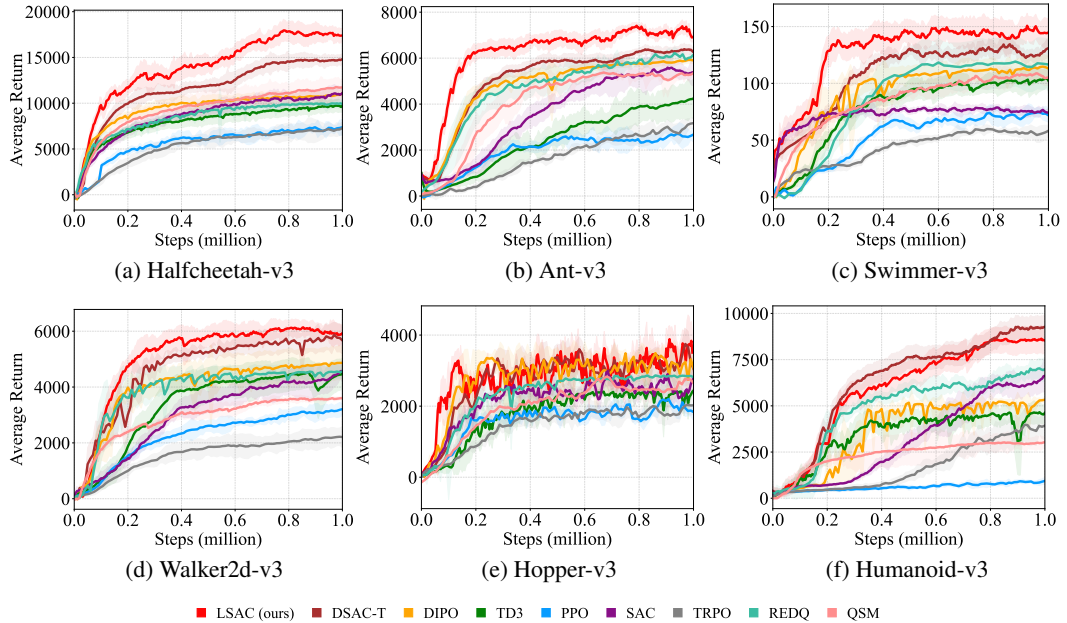 20000
15000
10000
5000
0
Average Return
0.0 0.2 0.4 0.6 0.8 1.0
Steps (million)
(a) Halfcheetah-v3
8000
6000
4000
2000
0
Average Return
0.0 0.2 0.4 0.6 0.8 1.0
Steps (million)
(b) Ant-v3
150
100
50
0
Average Return
0.0 0.2 0.4 0.6 0.8 1.0
Steps (million)
(c) Swimmer-v3
6000
4000
2000
0
Average Return
0.0 0.2 0.4 0.6 0.8 1.0
Steps (million)
(d) Walker2d-v3
4000
2000
0
Average Return
0.0 0.2 0.4 0.6 0.8 1.0
Steps (million)
(e) Hopper-v3
10000
7500
5000
2500
0
Average Return
0.0 0.2 0.4 0.6 0.8 1.0
Steps (million)
(f) Humanoid-v3
LSAC (ours) DSAC-T DIPO TD3 PPO SAC TRPO REDQ QSM